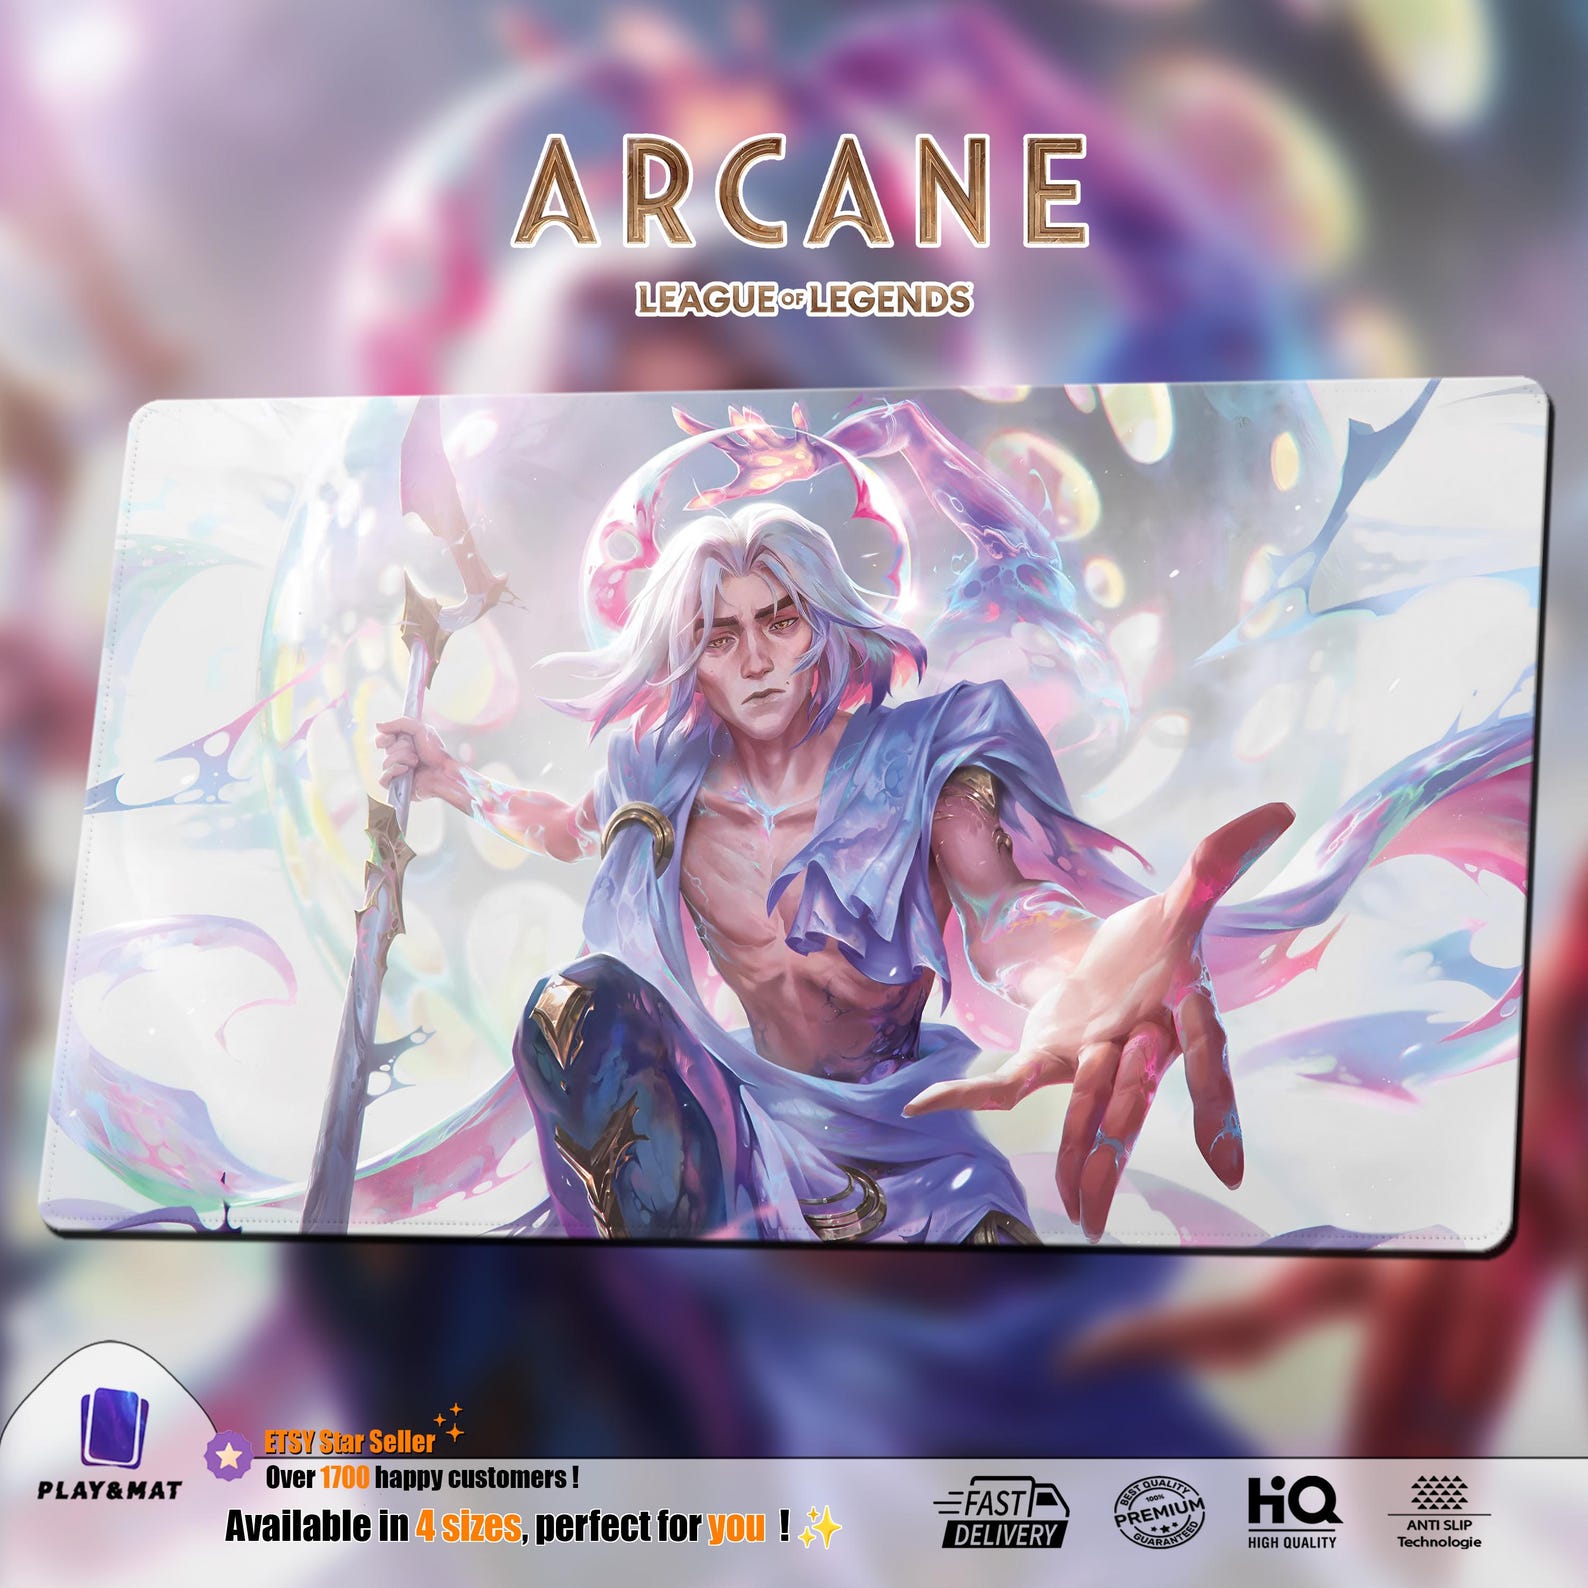 ARCANE
LEAGUE OF LEGENDS
PLAY&MAT
ETSY Star Seller
Over 1700 happy customers !
Available in 4 sizes, perfect for you !
FAST
DELIVERY
BEST QUALITY
100%
PREMIUM
GUARANTEED
HiQ
HIGH QUALITY
ANTI SLIP
Technologie